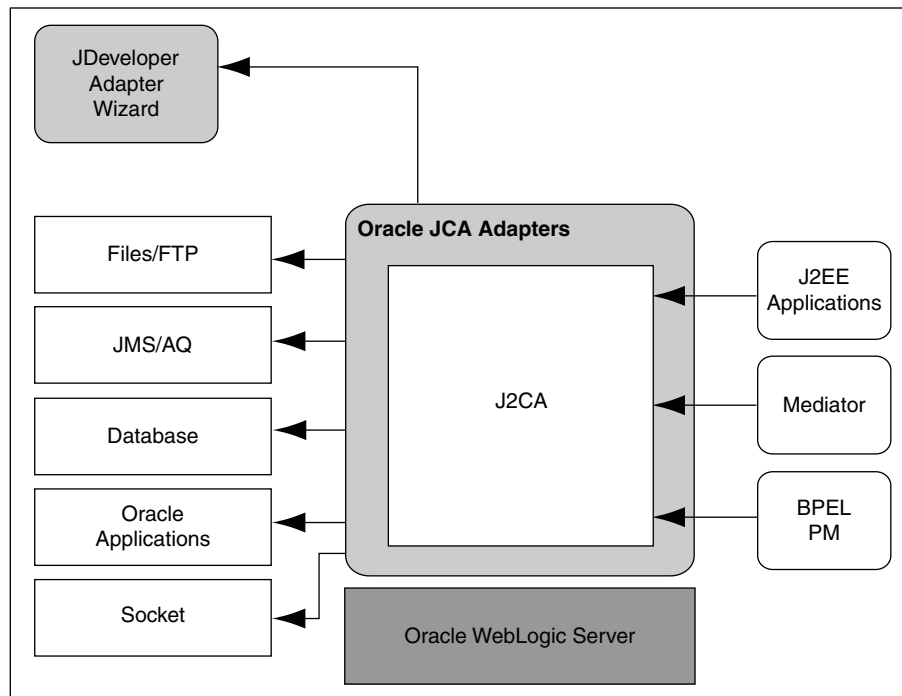 JDeveloper
Adapter
Wizard
Oracle JCA Adapters
Files/FTP
J2EE
Applications
JMS/AQ
J2CA
Mediator
Database
Oracle
Applications
BPEL
PM
Socket
Oracle WebLogic Server